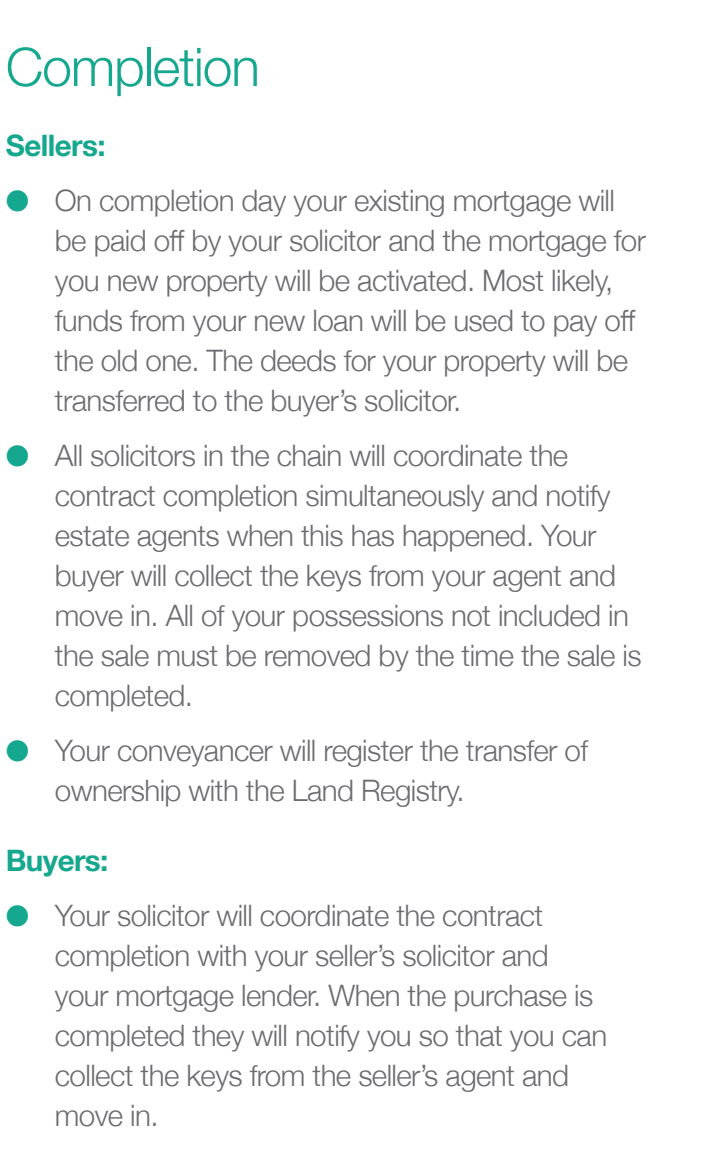 Completion
Sellers:
● On completion day your existing mortgage will
be paid off by your solicitor and the mortgage for
you new property will be activated. Most likely,
funds from your new loan will be used to pay off
the old one. The deeds for your property will be
transferred to the buyer’s solicitor.
● All solicitors in the chain will coordinate the
contract completion simultaneously and notify
estate agents when this has happened. Your
buyer will collect the keys from your agent and
move in. All of your possessions not included in
the sale must be removed by the time the sale is
completed.
● Your conveyancer will register the transfer of
ownership with the Land Registry.
Buyers:
● Your solicitor will coordinate the contract
completion with your seller’s solicitor and
your mortgage lender. When the purchase is
completed they will notify you so that you can
collect the keys from the seller’s agent and
move in.